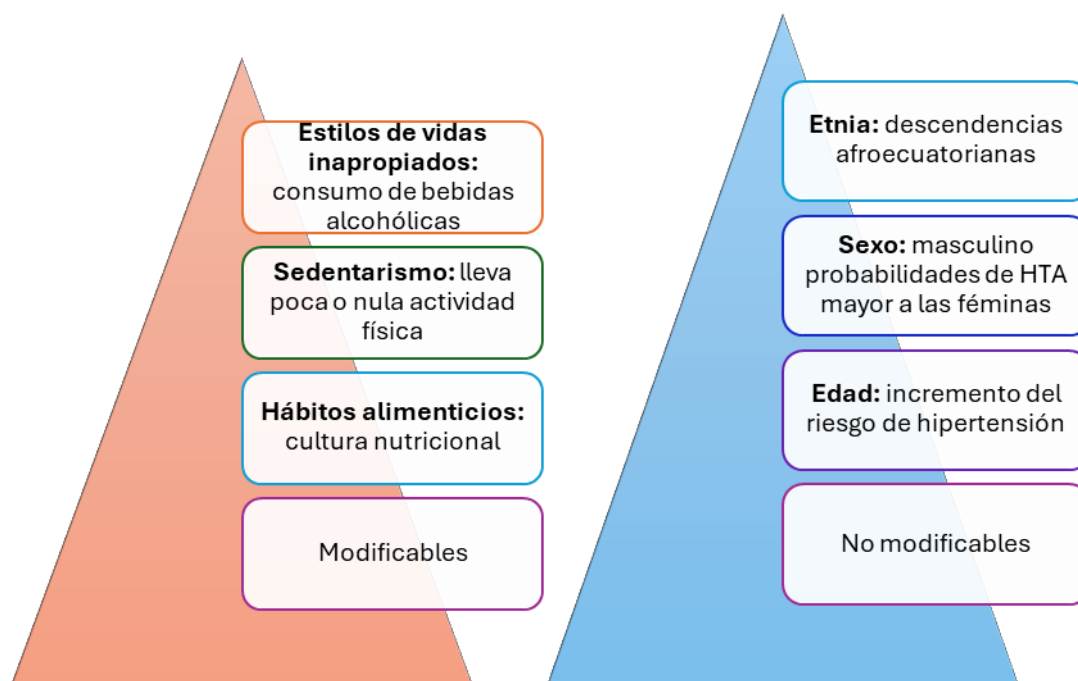 Estilos de vidas
inapropiados:
consumo de bebidas
alcohólicas
Sedentarismo: lleva
poca o nula actividad
física
Hábitos alimenticios:
cultura nutricional
Modificables
Etnia: descendencias
afroecuatorianas
Sexo: masculino
probabilidades de HTA
mayor a las féminas
Edad: incremento del
riesgo de hipertensión
No modificables